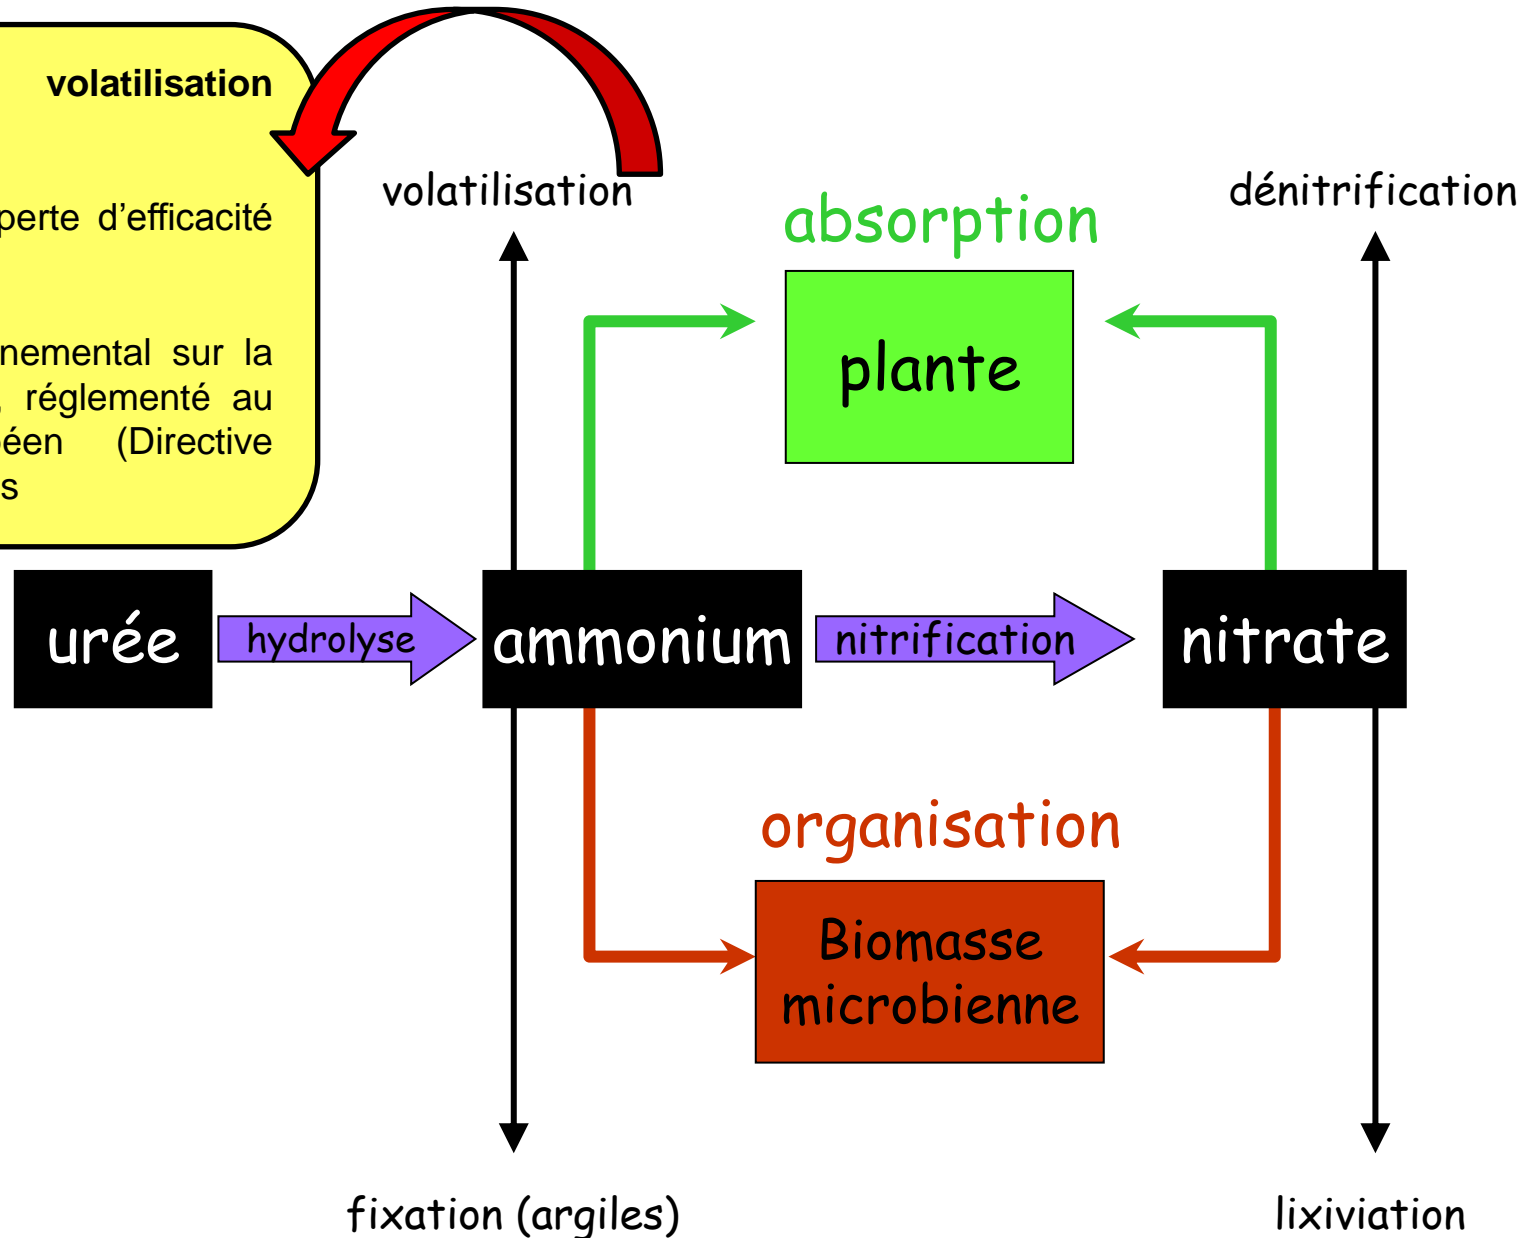 volatilisation
perte d'efficacité
nemental sur la
, réglementé au
éen (Directive
s
volatilisation
dénitrification
absorption
plante
urée
hydrolyse
ammonium
nitrification
nitrate
organisation
Biomasse
microbienne
fixation (argiles)
lixiviation